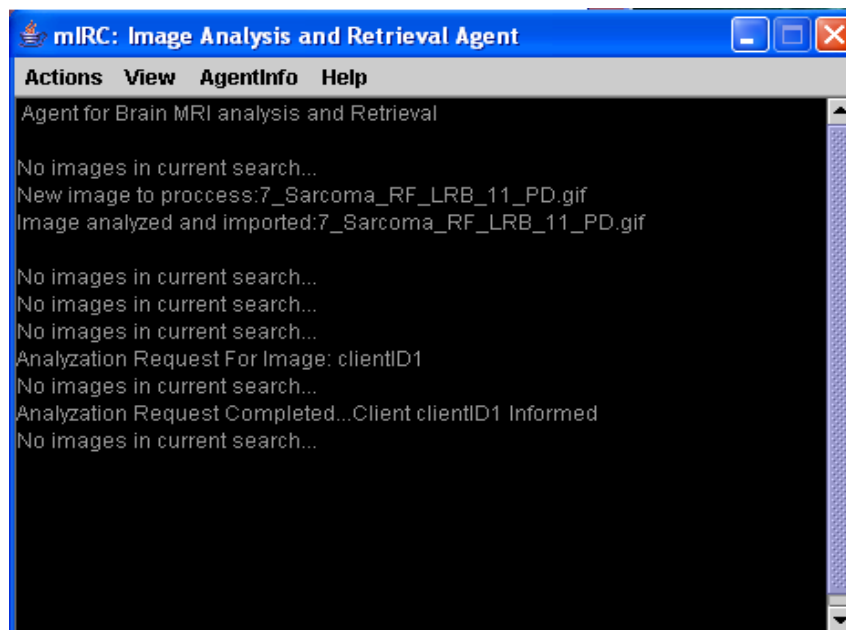 mIRC: Image Analysis and Retrieval Agent
Actions View AgentInfo Help
Agent for Brain MRI analysis and Retrieval
No images in current search...
New image to proccess:7_Sarcoma_RF_LRB_11_PD.gif
Image analyzed and imported:7_Sarcoma_RF_LRB_11_PD.gif
No images in current search...
No images in current search...
No images in current search...
Analyzation Request For Image: clientID1
No images in current search...
Analyzation Request Completed...Client clientID1 Informed
No images in current search...